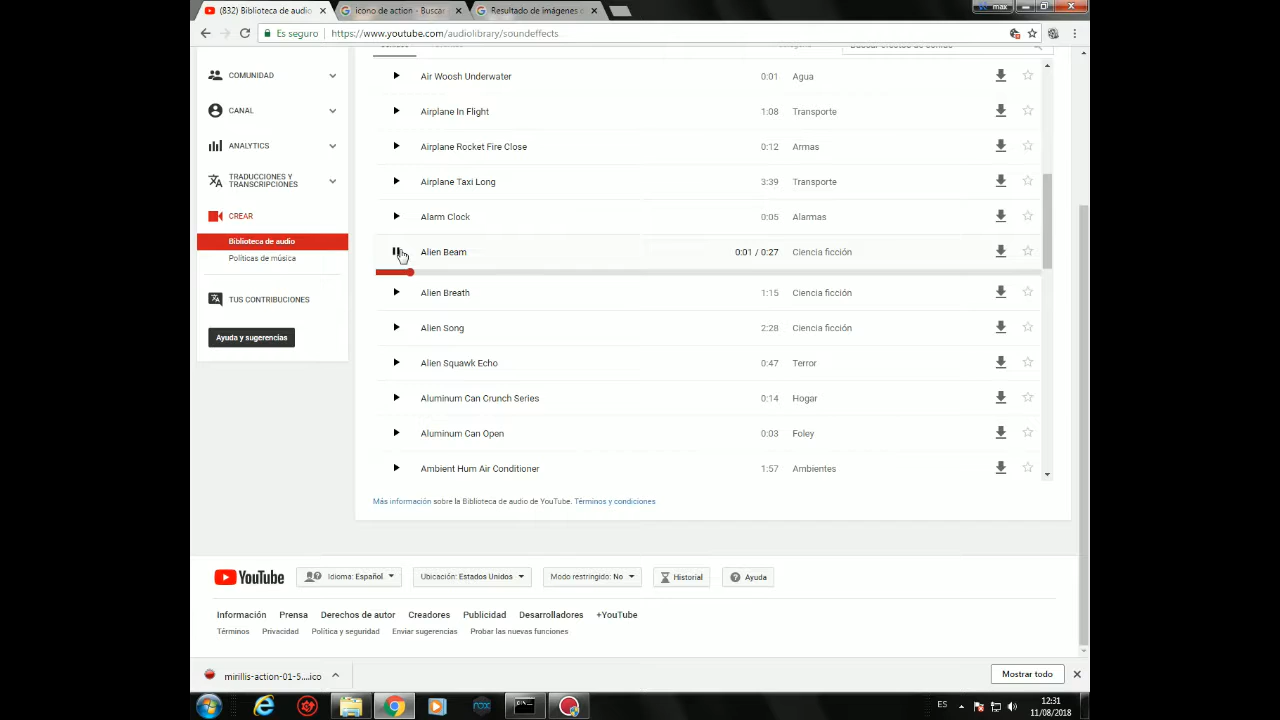 (832) Biblioteca de audio
icono de action - Buscar
Resultado de imágenes
max
Es seguro
https://www.youtube.com/audiolibrary/soundeffects
COMUNIDAD
CANAL
ANALYTICS
TRADUCCIONES Y
TRANSCRIPCIONES
CREAR
Biblioteca de audio
Políticas de música
TUS CONTRIBUCIONES
Ayuda y sugerencias
Air Woosh Underwater 0:01 Agua
Airplane In Flight 1:08 Transporte
Airplane Rocket Fire Close 0:12 Armas
Airplane Taxi Long 3:39 Transporte
Alarm Clock 0:05 Alarmas
Alien Beam 0:01 / 0:27 Ciencia ficción
Alien Breath 1:15 Ciencia ficción
Alien Song 2:28 Ciencia ficción
Alien Squawk Echo 0:47 Terror
Aluminum Can Crunch Series 0:14 Hogar
Aluminum Can Open 0:03 Foley
Ambient Hum Air Conditioner 1:57 Ambientes
Más información sobre la Biblioteca de audio de YouTube. Términos y condiciones
YouTube Idioma: Español Ubicación: Estados Unidos Modo restringido: No Historial Ayuda
Información Prensa Derechos de autor Creadores Publicidad Desarrolladores +YouTube
Términos Privacidad Política y seguridad Enviar sugerencias Probar las nuevas funciones
mirillis-action-01-5....ico
Mostrar todo
ES
12:31
11/08/2018